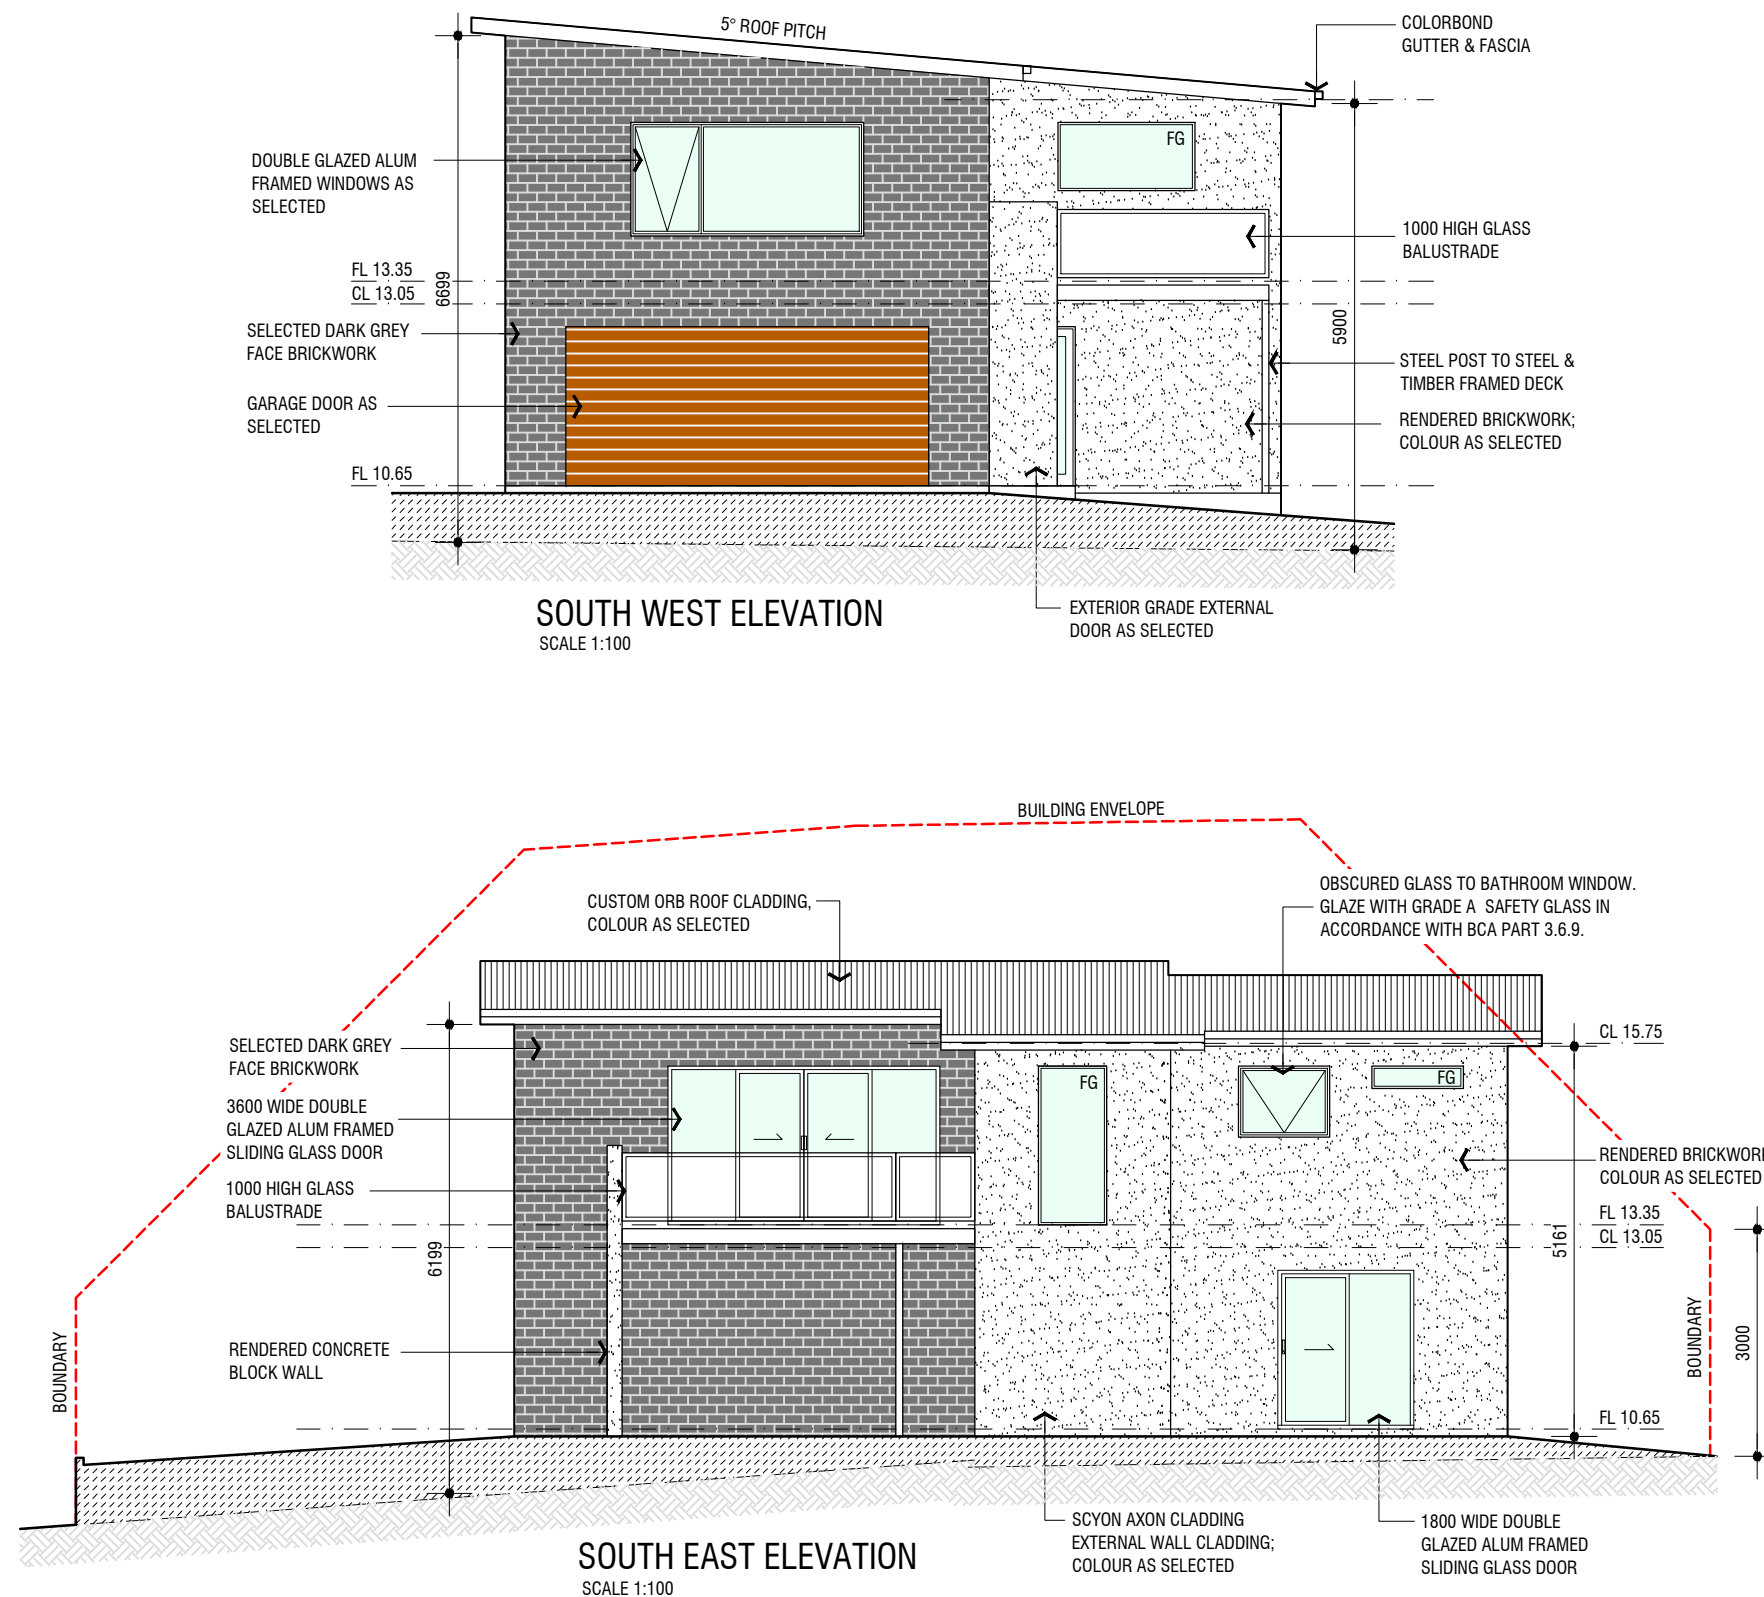 5° ROOF PITCH
COLORBOND
GUTTER & FASCIA
FG
DOUBLE GLAZED ALUM
FRAMED WINDOWS AS
SELECTED
1000 HIGH GLASS
BALUSTRADE
FL 13.35
CL 13.05
6699
5900
SELECTED DARK GREY
FACE BRICKWORK
STEEL POST TO STEEL &
TIMBER FRAMED DECK
GARAGE DOOR AS
SELECTED
RENDERED BRICKWORK;
COLOUR AS SELECTED
FL 10.65
SOUTH WEST ELEVATION
SCALE 1:100
EXTERIOR GRADE EXTERNAL
DOOR AS SELECTED
BUILDING ENVELOPE
CUSTOM ORB ROOF CLADDING,
COLOUR AS SELECTED
OBSCURED GLASS TO BATHROOM WINDOW.
GLAZE WITH GRADE A SAFETY GLASS IN
ACCORDANCE WITH BCA PART 3.6.9.
SELECTED DARK GREY
FACE BRICKWORK
CL 15.75
FG
FG
3600 WIDE DOUBLE
GLAZED ALUM FRAMED
SLIDING GLASS DOOR
RENDERED BRICKWORK
COLOUR AS SELECTED
1000 HIGH GLASS
BALUSTRADE
FL 13.35
CL 13.05
6199
5161
3000
BOUNDARY
BOUNDARY
RENDERED CONCRETE
BLOCK WALL
FL 10.65
SCYON AXON CLADDING
EXTERNAL WALL CLADDING;
COLOUR AS SELECTED
1800 WIDE DOUBLE
GLAZED ALUM FRAMED
SLIDING GLASS DOOR
SOUTH EAST ELEVATION
SCALE 1:100